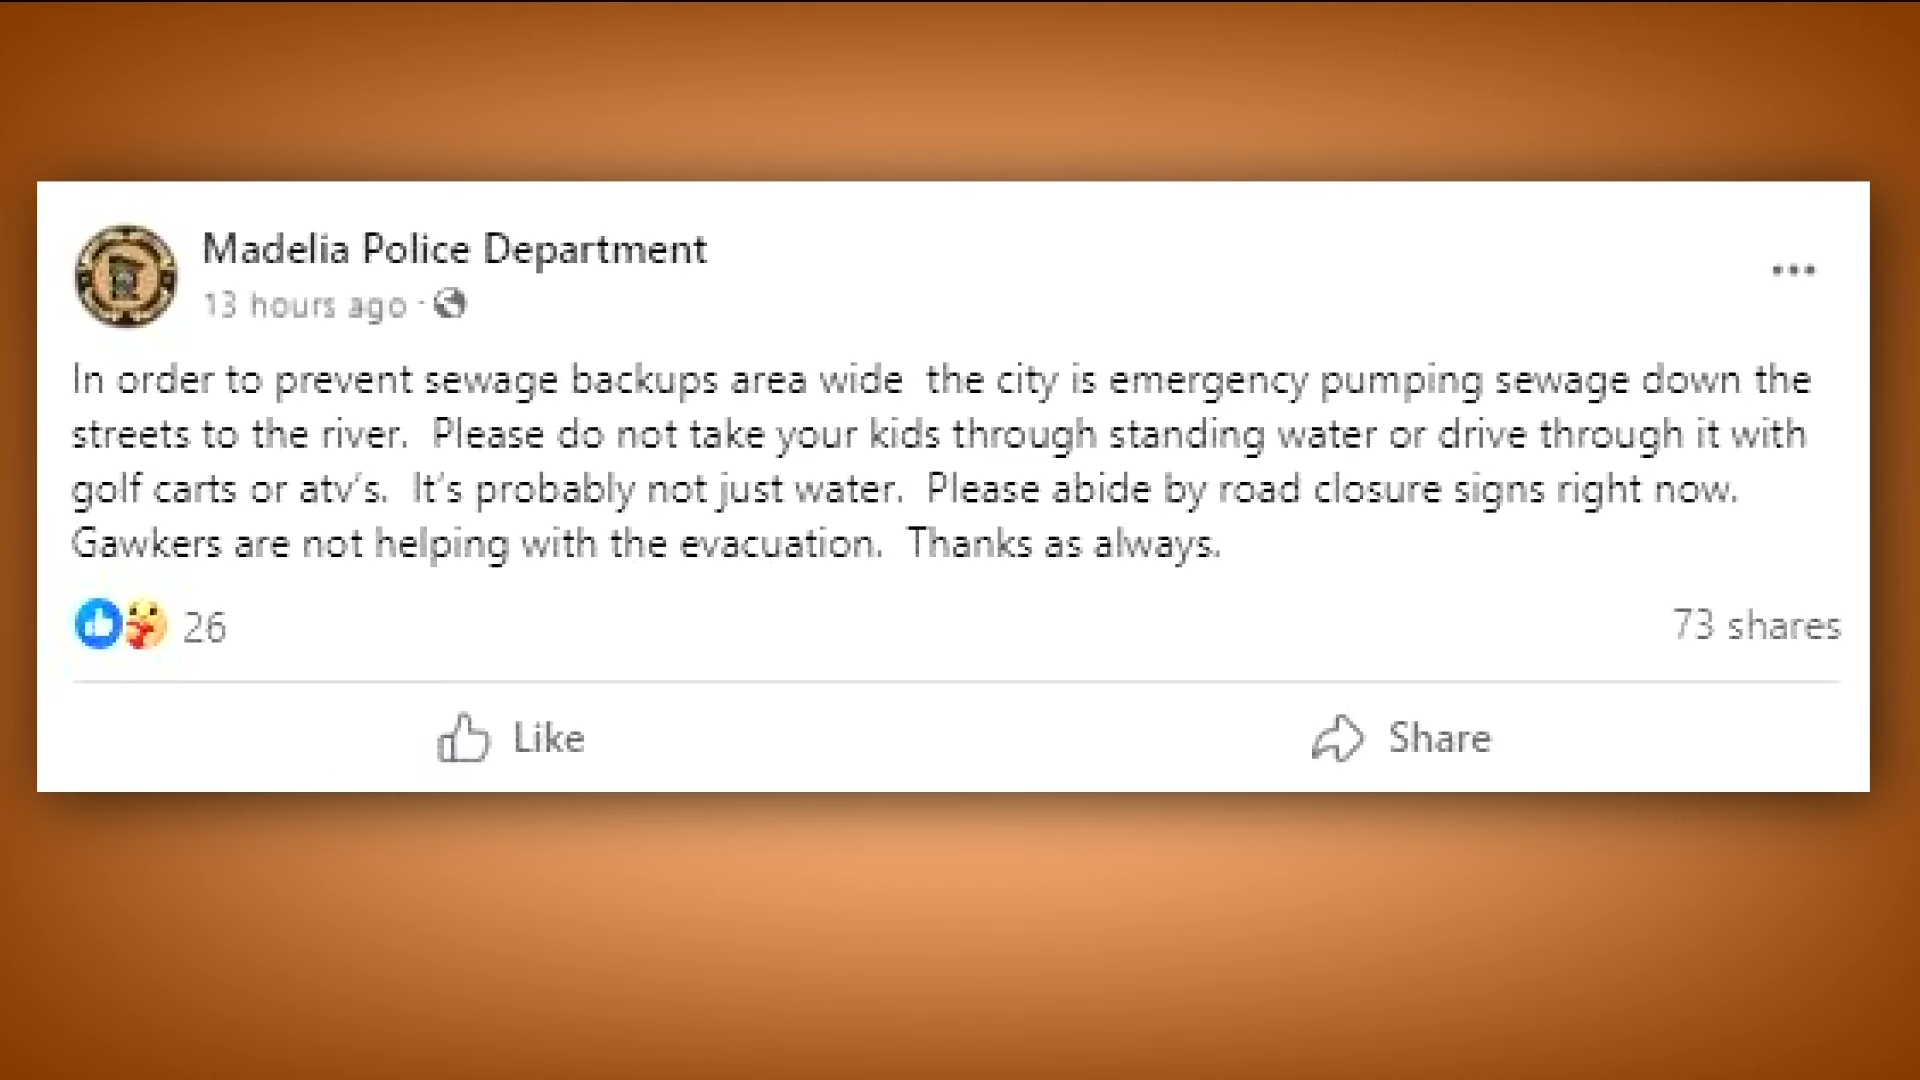 Madelia Police Department
13 hours ago ·
In order to prevent sewage backups area wide  the city is emergency pumping sewage down the
streets to the river.  Please do not take your kids through standing water or drive through it with
golf carts or atv's.  It's probably not just water.  Please abide by road closure signs right now.
Gawkers are not helping with the evacuation.  Thanks as always.
26 73 shares
Like Share